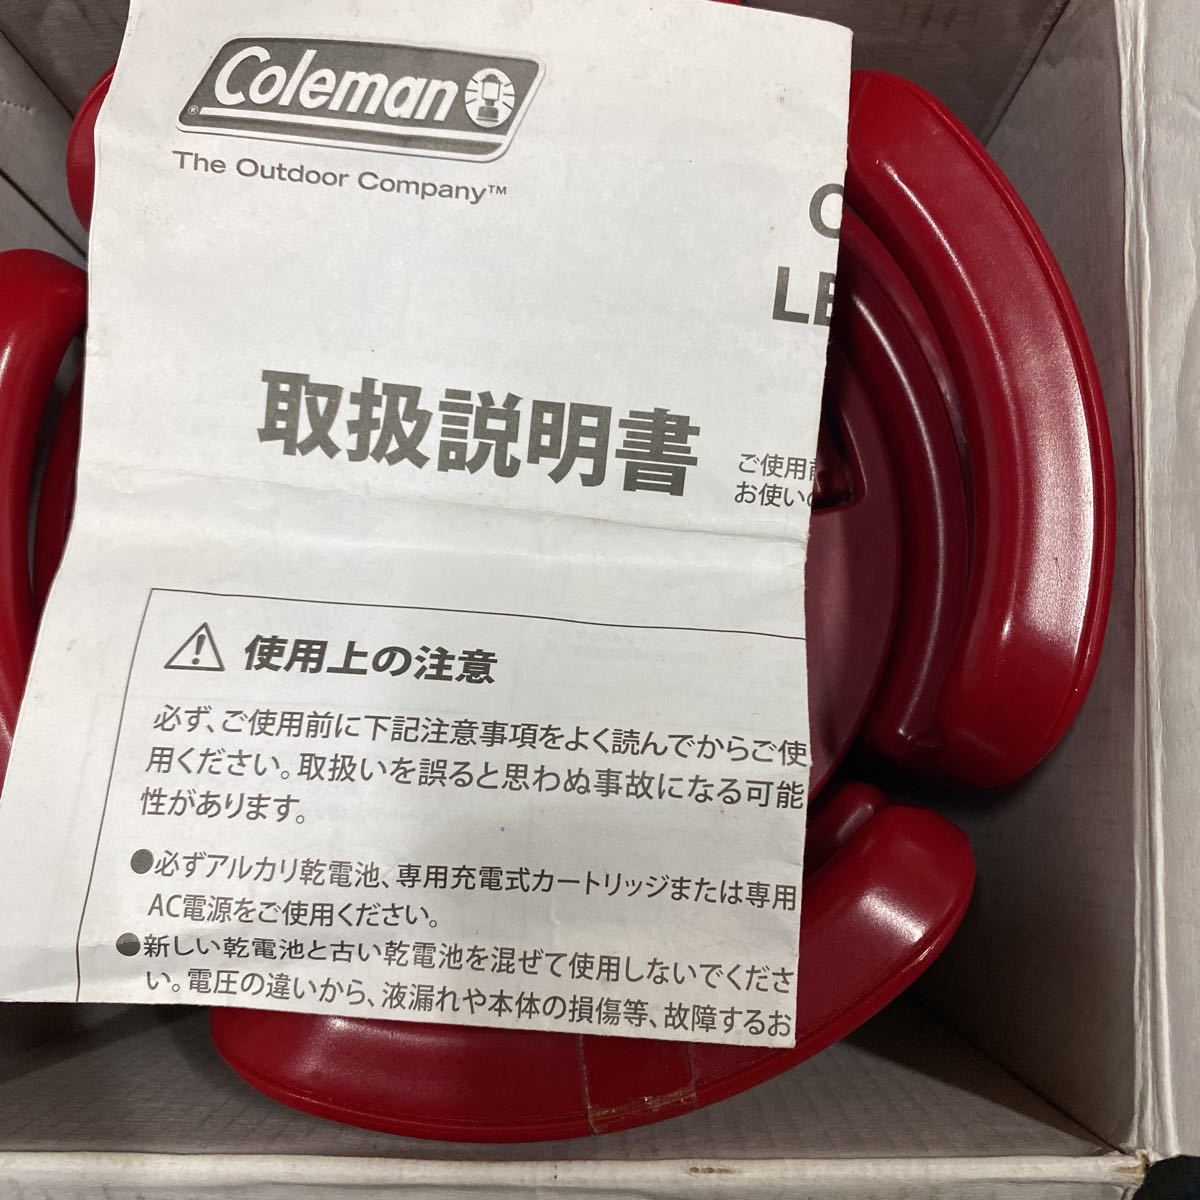 Coleman
®
The Outdoor Company™
LE
取扱説明書
ご使用前
お使いの
使用上の注意
必ず、ご使用前に下記注意事項をよく読んでからご使
用ください。取扱いを誤ると思わぬ事故になる可能
性があります。
●必ずアルカリ乾電池、専用充電式カートリッジまたは専用
AC電源をご使用ください。
●新しい乾電池と古い乾電池を混ぜて使用しないでくださ
い。電圧の違いから、液漏れや本体の損傷等、故障するお